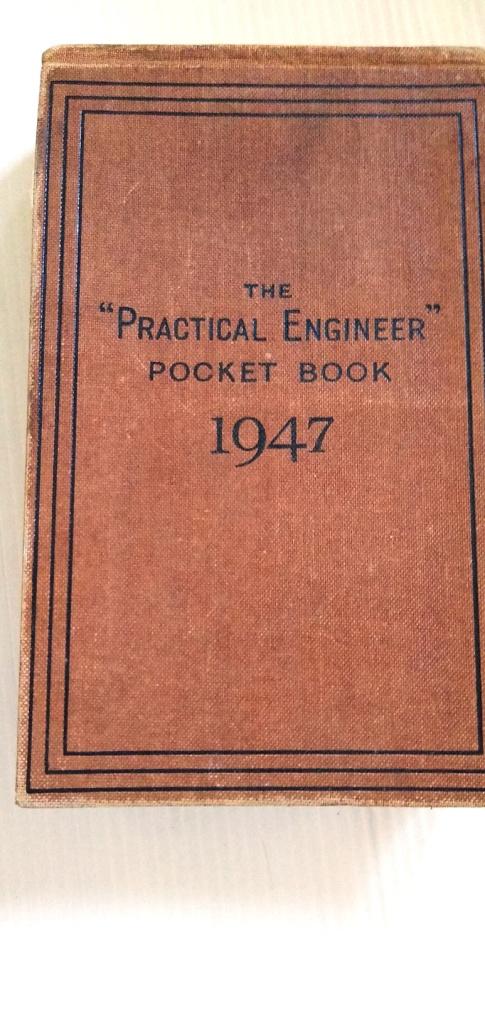 THE
“PRACTICAL ENGINEER”
POCKET BOOK
1947